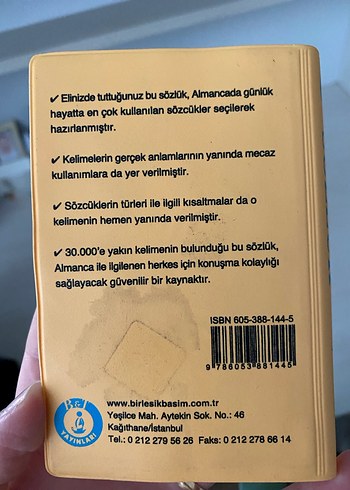 ✔ Elinizde tuttuğunuz bu sözlük, Almancada günlük
hayatta en çok kullanılan sözcükler seçilerek
hazırlanmıştır.
✔ Kelimelerin gerçek anlamlarının yanında mecaz
kullanımlara da yer verilmiştir.
✔ Sözcüklerin türleri ile ilgili kısaltmalar da o
kelimenin hemen yanında verilmiştir.
✔ 30.000'e yakın kelimenin bulunduğu bu sözlük,
Almanca ile ilgilenen herkes için konuşma kolaylığı
sağlayacak güvenilir bir kaynaktır.
ISBN 605-388-144-5
9 786053 881445
YAYINLARI
www.birlesikbasim.com.tr
Yeşilce Mah. Aytekin Sok. No.: 46
Kağıthane/İstanbul
Tel.: 0 212 279 56 26 Faks: 0 212 278 66 14